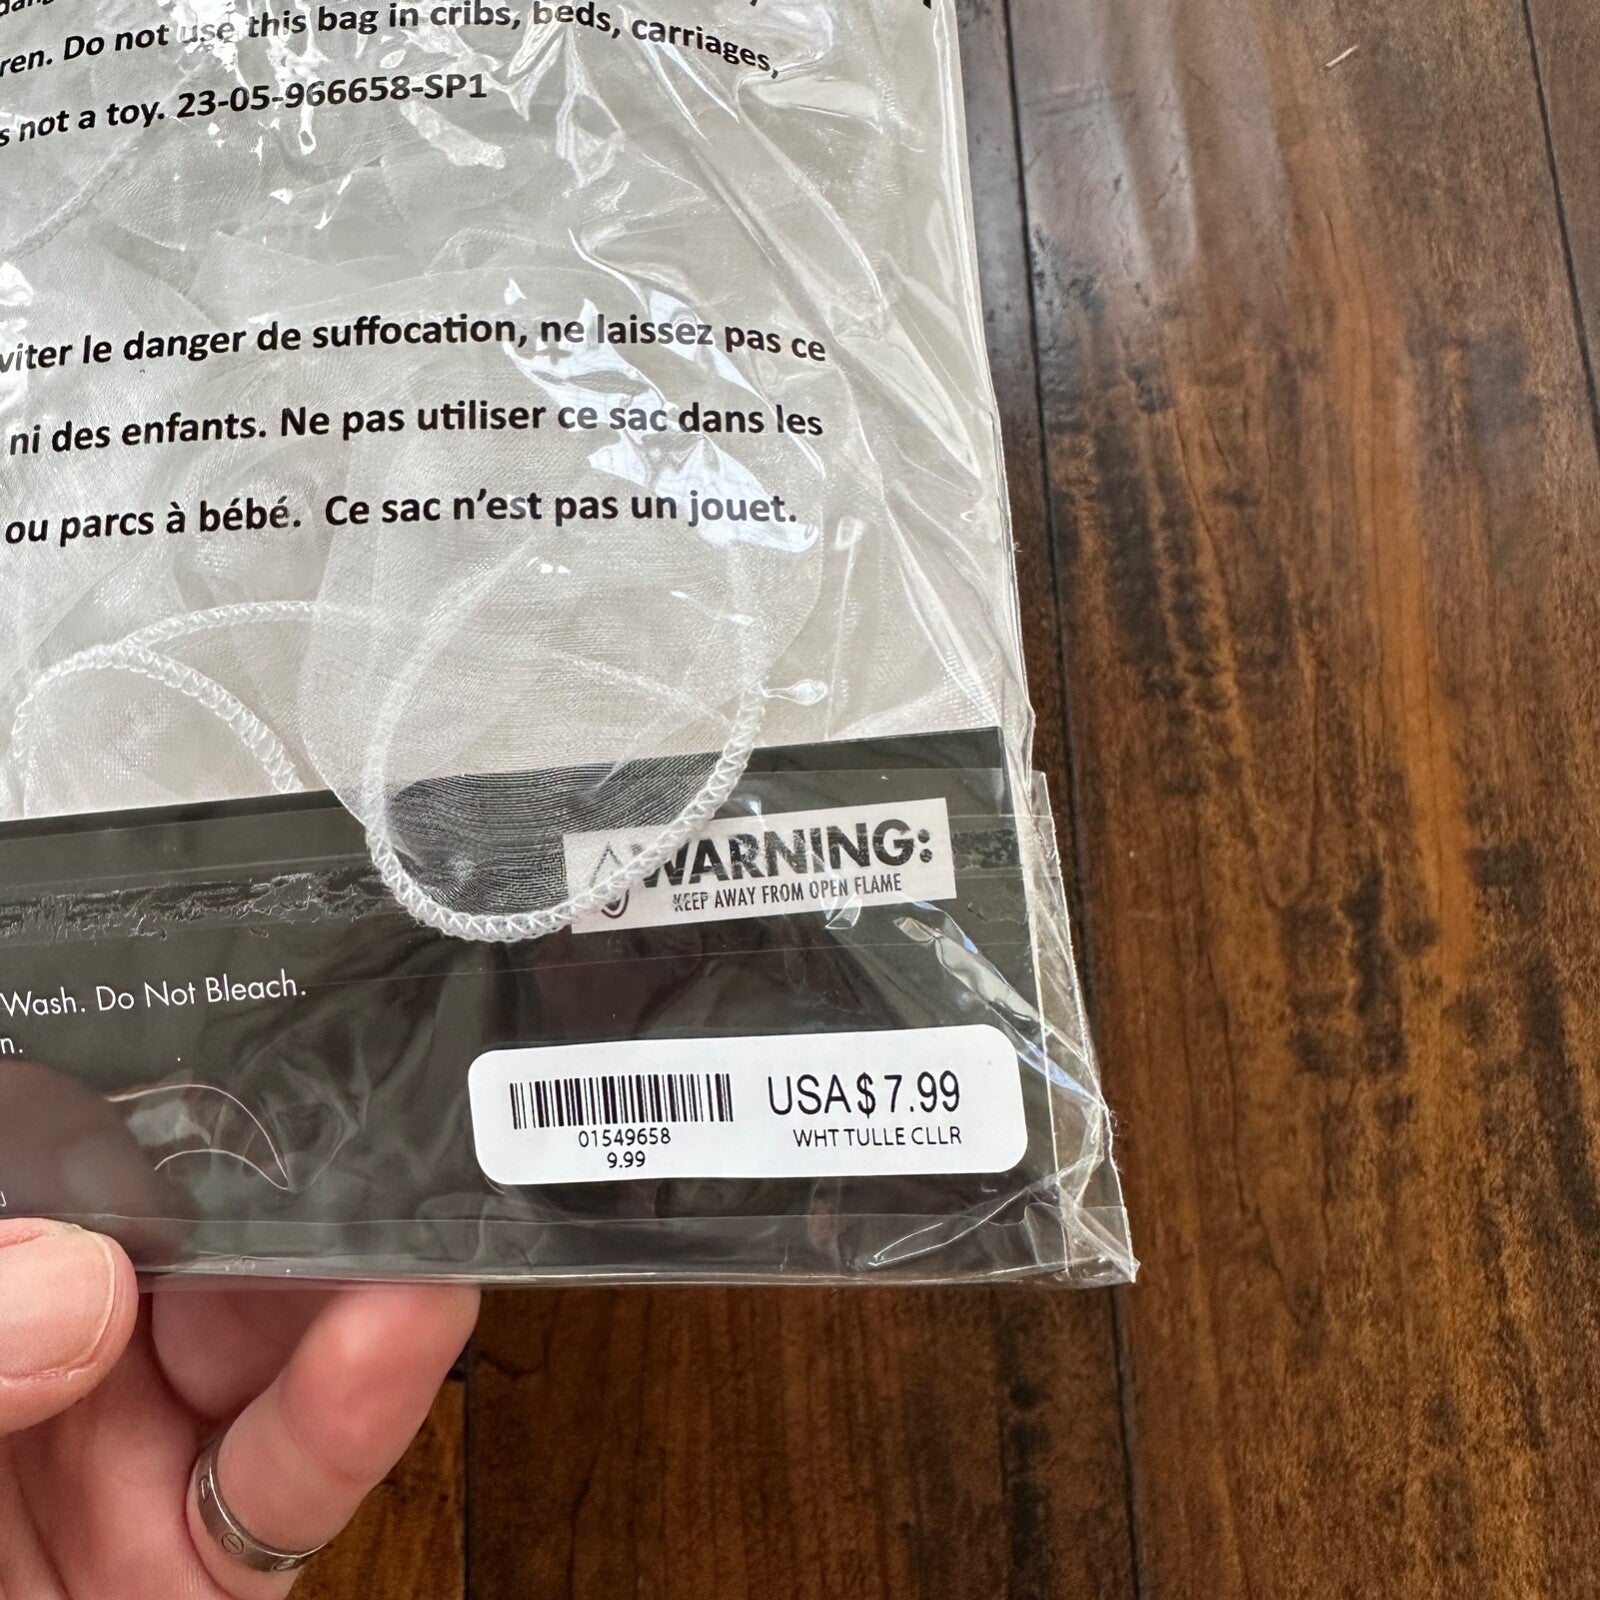 ren. Do not use this bag in cribs, beds, carriages,
s not a toy. 23-05-966658-SP1
viter le danger de suffocation, ne laissez pas ce
ni des enfants. Ne pas utiliser ce sac dans les
ou parcs à bébé. Ce sac n’est pas un jouet.
WARNING:
KEEP AWAY FROM OPEN FLAME
Wash. Do Not Bleach.
n.
01549658
9.99
USA$7.99
WHT TULLE CLLR